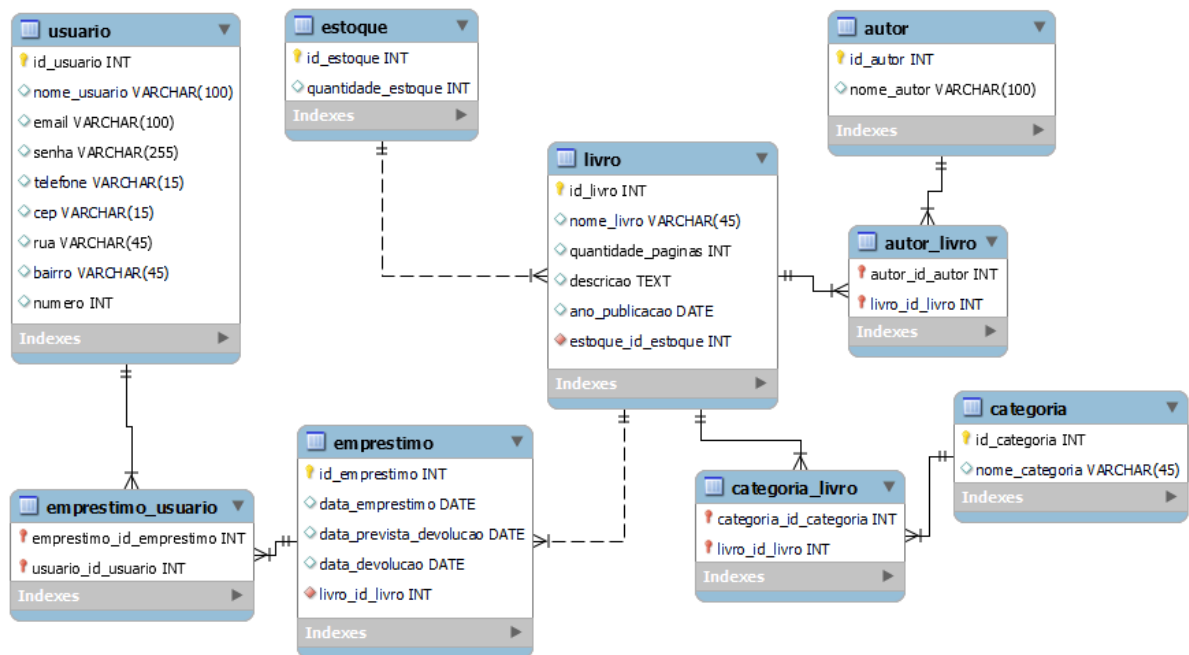 usuario
id_usuario INT
nome_usuario VARCHAR(100)
email VARCHAR(100)
senha VARCHAR(255)
telefone VARCHAR(15)
cep VARCHAR(15)
rua VARCHAR(45)
bairro VARCHAR(45)
numero INT
Indexes
estoque
id_estoque INT
quantidade_estoque INT
Indexes
autor
id_autor INT
nome_autor VARCHAR(100)
Indexes
livro
id_livro INT
nome_livro VARCHAR(45)
quantidade_paginas INT
descricao TEXT
ano_publicacao DATE
estoque_id_estoque INT
Indexes
autor_livro
autor_id_autor INT
livro_id_livro INT
Indexes
categoria
id_categoria INT
nome_categoria VARCHAR(45)
Indexes
emprestimo
id_emprestimo INT
data_emprestimo DATE
data_prevista_devolucao DATE
data_devolucao DATE
livro_id_livro INT
Indexes
categoria_livro
categoria_id_categoria INT
livro_id_livro INT
Indexes
emprestimo_usuario
emprestimo_id_emprestimo INT
usuario_id_usuario INT
Indexes